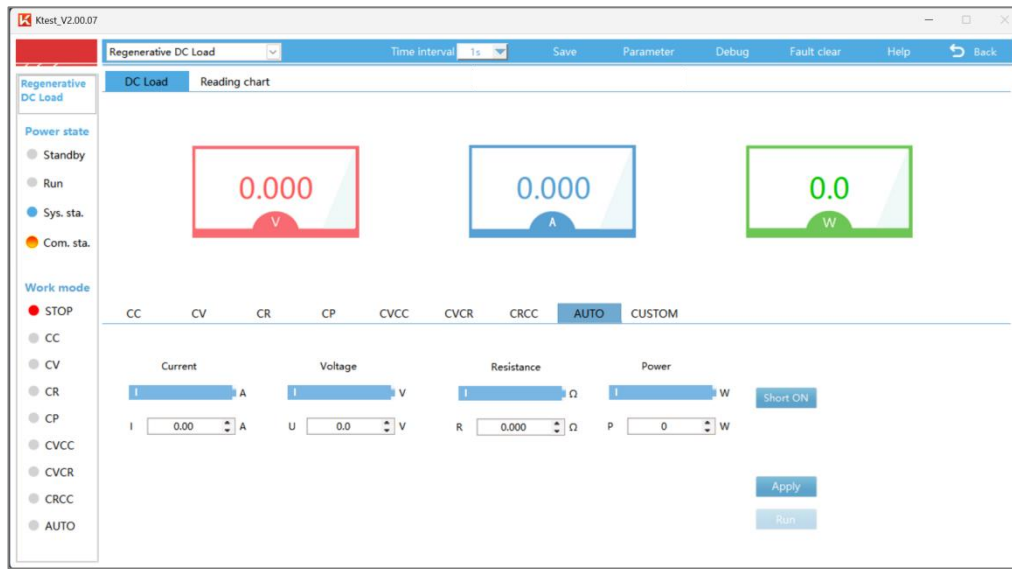 Ktest_V2.00.07
Regenerative DC Load Time interval 1s Save Parameter Debug Fault clear Help Back
Regenerative
DC Load
DC Load Reading chart
Power state
Standby
Run
Sys. sta.
Com. sta.
0.000
V
0.000
A
0.0
W
Work mode
STOP
CC
CV
CR
CP
CVCC
CVCR
CRCC
AUTO
CC CV CR CP CVCC CVCR CRCC AUTO CUSTOM
Current Voltage Resistance Power
A V Ω W
I 0.00 A U 0.0 V R 0.000 Ω P 0 W
Short ON
Apply
Run